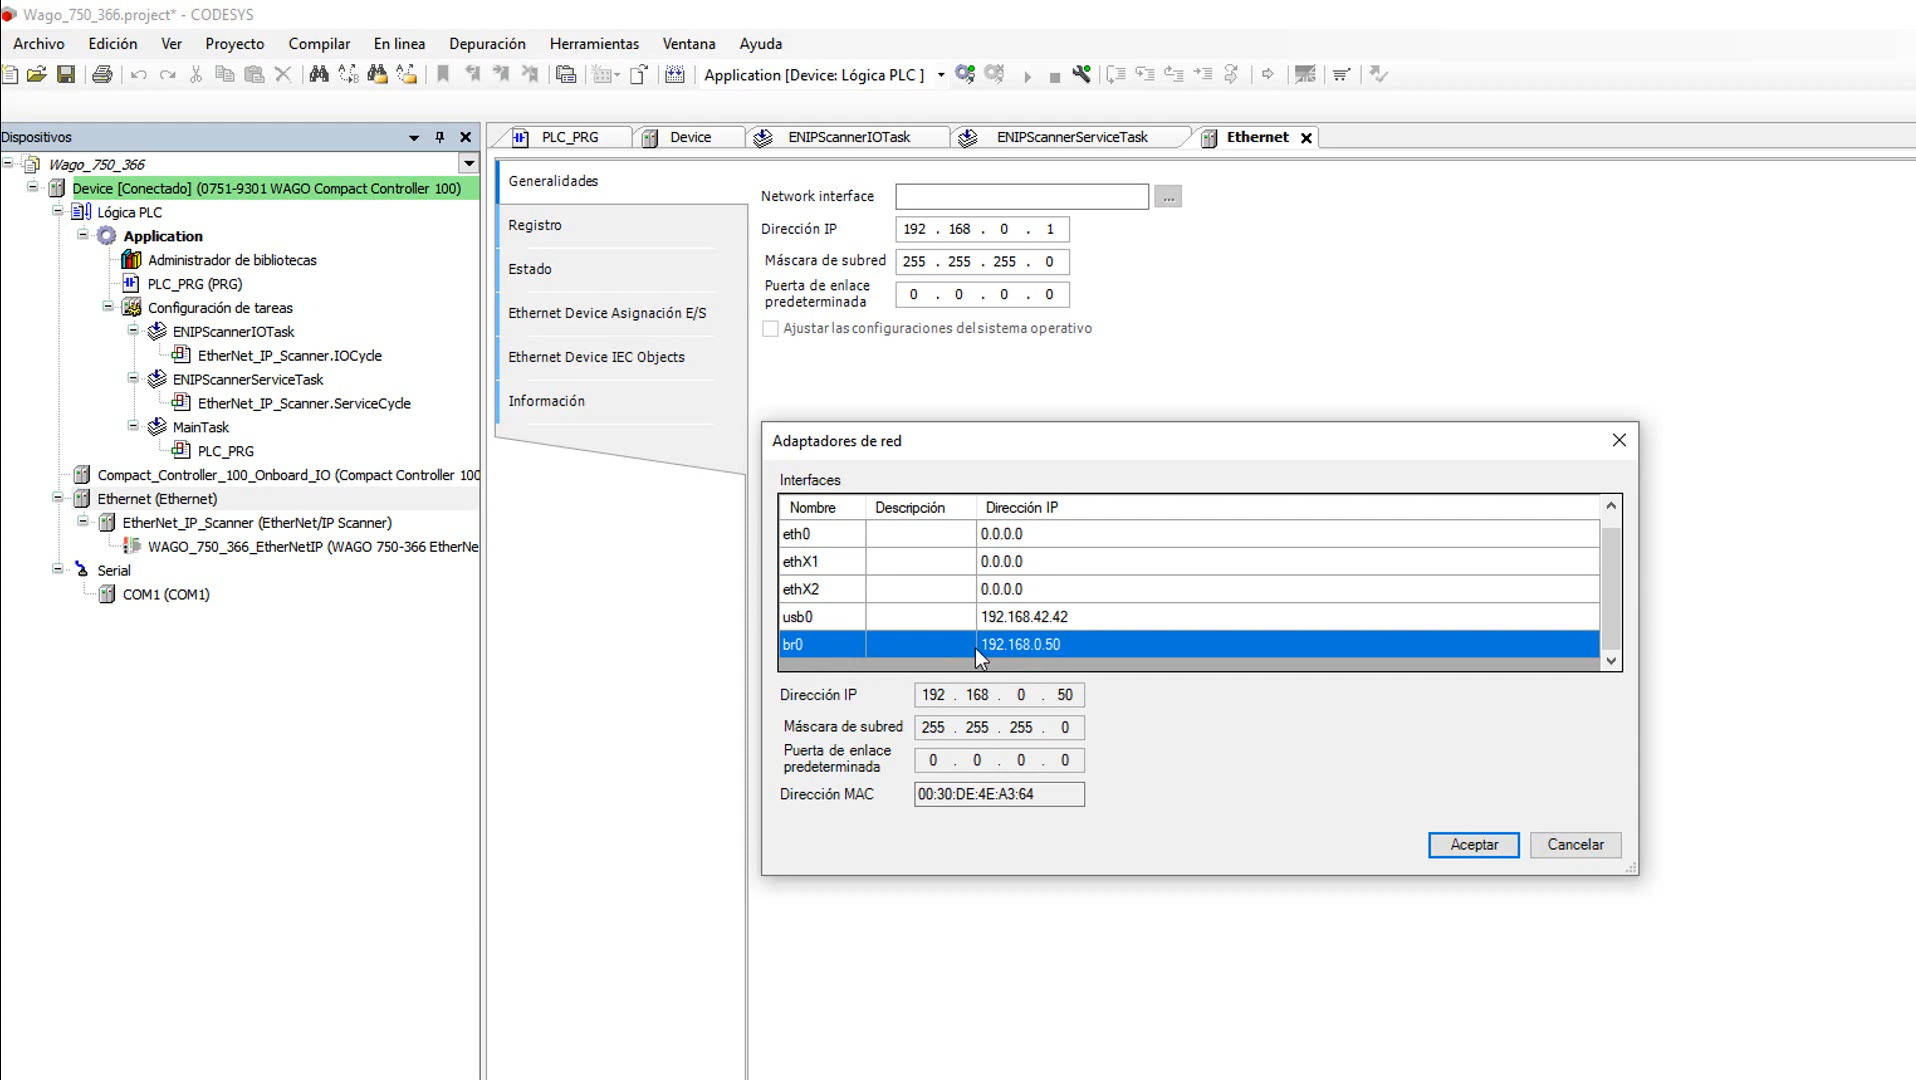 Wago_750_366.project* - CODESYS
Archivo Edición Ver Proyecto Compilar En linea Depuración Herramientas Ventana Ayuda
Application [Device: Lógica PLC ]
Dispositivos
Wago_750_366
Device [Conectado] (0751-9301 WAGO Compact Controller 100)
Lógica PLC
Application
Administrador de bibliotecas
PLC_PRG (PRG)
Configuración de tareas
ENIPScannerIOTask
EtherNet_IP_Scanner.IOCycle
ENIPScannerServiceTask
EtherNet_IP_Scanner.ServiceCycle
MainTask
PLC_PRG
Compact_Controller_100_Onboard_IO (Compact Controller 100
Ethernet (Ethernet)
EtherNet_IP_Scanner (EtherNet/IP Scanner)
WAGO_750_366_EtherNetIP (WAGO 750-366 EtherNe
Serial
COM1 (COM1)
PLC_PRG Device ENIPScannerIOTask ENIPScannerServiceTask Ethernet
Generalidades
Registro
Estado
Ethernet Device Asignación E/S
Ethernet Device IEC Objects
Información
Network interface ...
Dirección IP 192 . 168 . 0 . 1
Máscara de subred 255 . 255 . 255 . 0
Puerta de enlace
predeterminada 0 . 0 . 0 . 0
Ajustar las configuraciones del sistema operativo
Adaptadores de red
Interfaces
Nombre Descripción Dirección IP
eth0 0.0.0.0
ethX1 0.0.0.0
ethX2 0.0.0.0
usb0 192.168.42.42
br0 192.168.0.50
Dirección IP 192 . 168 . 0 . 50
Máscara de subred 255 . 255 . 255 . 0
Puerta de enlace
predeterminada 0 . 0 . 0 . 0
Dirección MAC 00:30:DE:4E:A3:64
Aceptar Cancelar